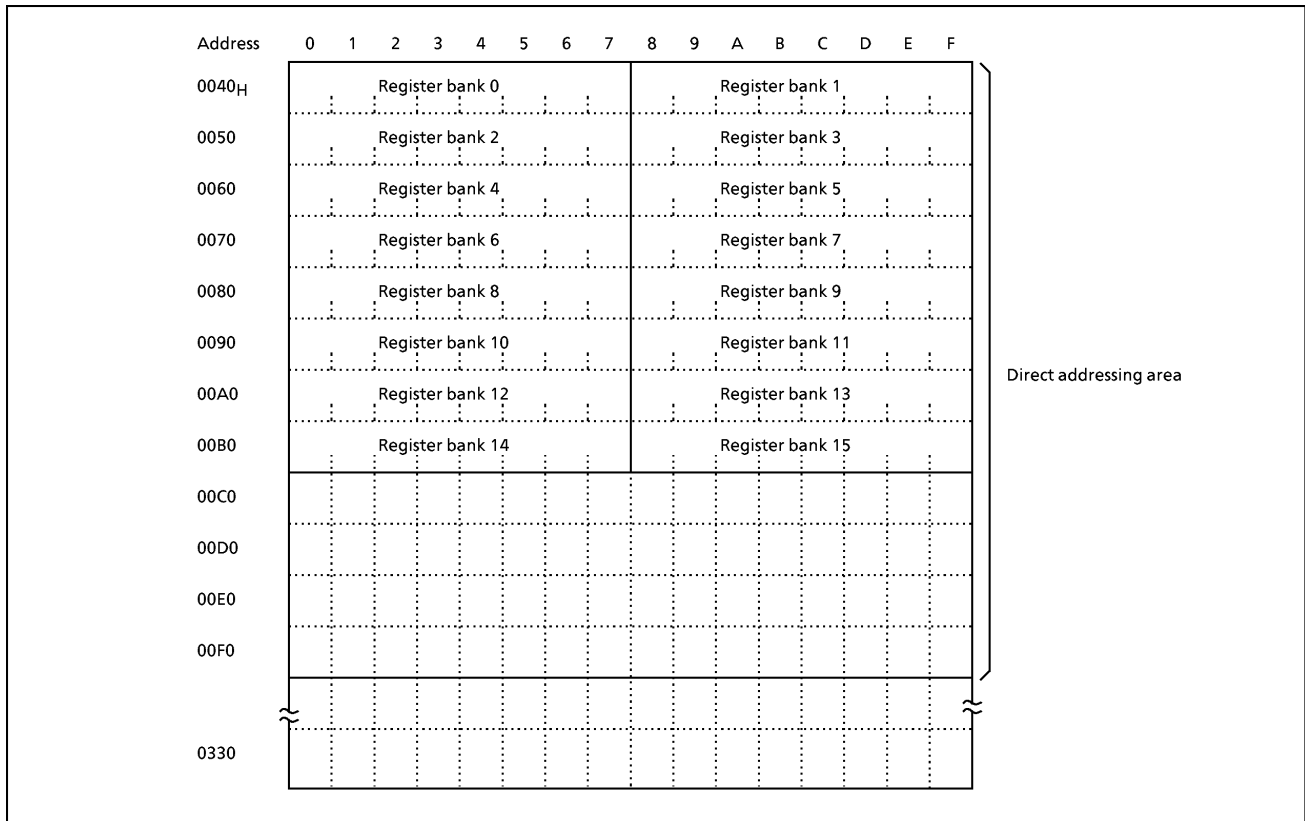 Address 0 1 2 3 4 5 6 7 8 9 A B C D E F
0040H Register bank 0 Register bank 1
0050 Register bank 2 Register bank 3
0060 Register bank 4 Register bank 5
0070 Register bank 6 Register bank 7
0080 Register bank 8 Register bank 9
0090 Register bank 10 Register bank 11
Direct addressing area
00A0 Register bank 12 Register bank 13
00B0 Register bank 14 Register bank 15
00C0
00D0
00E0
00F0
0330